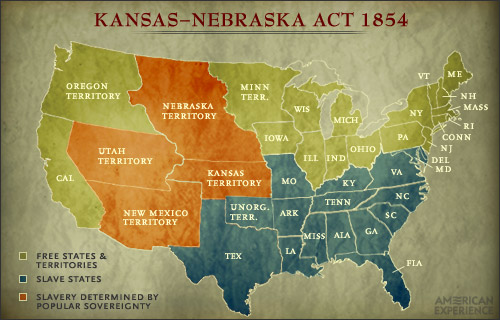 KANSAS–NEBRASKA ACT 1854
OREGON
TERRITORY
NEBRASKA
TERRITORY
MINN
TERR.
WIS
MICH
VT
ME
NH
MASS
NY
RI
CONN
NJ
PA
IOWA
ILL
IND
OHIO
DEL
MD
UTAH
TERRITORY
CAL
KANSAS
TERRITORY
MO
KY
VA
NEW MEXICO
TERRITORY
UNORG.
TERR.
ARK
TENN
NC
SC
TEX
LA
MISS
ALA
GA
FLA
FREE STATES &
TERRITORIES
SLAVE STATES
SLAVERY DETERMINED BY
POPULAR SOVEREIGNTY
AMERICAN
EXPERIENCE